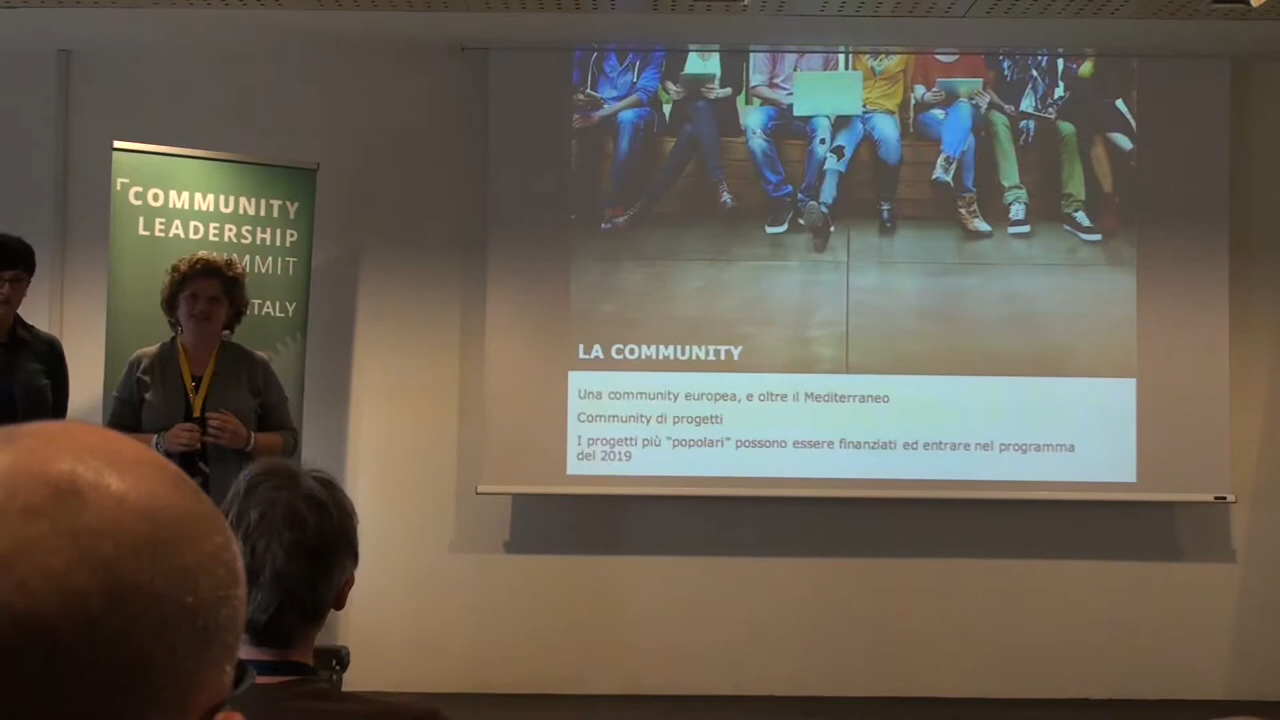 COMMUNITY
LEADERSHIP
SUMMIT
ITALY
LA COMMUNITY
Una community europea, e oltre il Mediterraneo
Community di progetti
I progetti più “popolari” possono essere finanziati ed entrare nel programma
del 2019